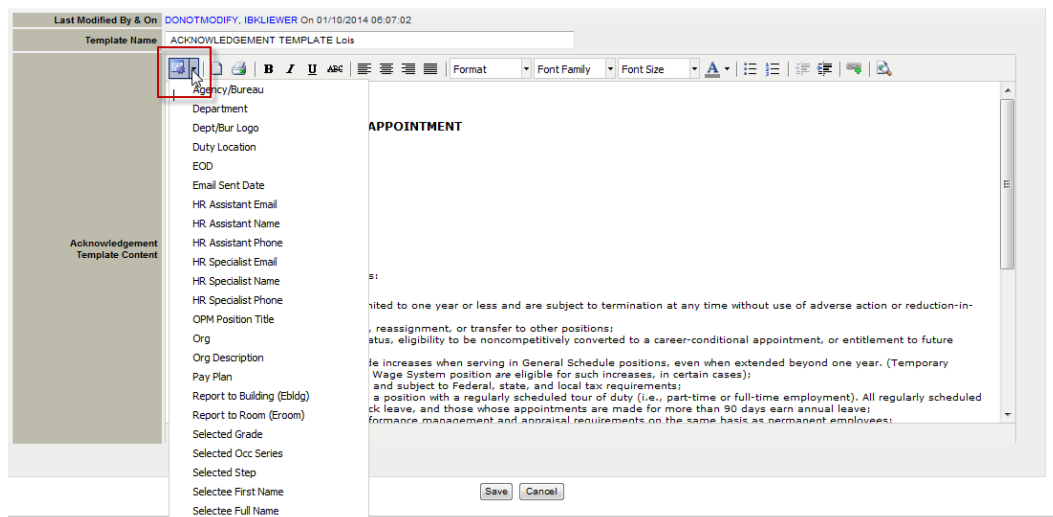 Last Modified By & On DONOTMODIFY, IBKLIEWER On 01/10/2014 06:07:02
Template Name ACKNOWLEDGEMENT TEMPLATE Lois
B I U ABC Format Font Family Font Size A
Agency/Bureau
Department
Dept/Bur Logo
APPOINTMENT
Duty Location
EOD
Email Sent Date
HR Assistant Email
HR Assistant Name
HR Assistant Phone
Acknowledgement
Template Content
HR Specialist Email
HR Specialist Name
s:
HR Specialist Phone
nited to one year or less and are subject to termination at any time without use of adverse action or reduction-in-
OPM Position Title
, reassignment, or transfer to other positions;
Org
atus, eligibility to be noncompetitively converted to a career-conditional appointment, or entitlement to future
Org Description
de increases when serving in General Schedule positions, even when extended beyond one year. (Temporary
Pay Plan
Wage System position are eligible for such increases, in certain cases);
and subject to Federal, state, and local tax requirements;
Report to Building (Ebldg)
a position with a regularly scheduled tour of duty (i.e., part-time or full-time employment). All regularly scheduled
ck leave, and those whose appointments are made for more than 90 days earn annual leave;
Report to Room (Eroom)
formance management and appraisal requirements on the same basis as permanent employees;
Selected Grade
Selected Occ Series
Selected Step
Selectee First Name
Save Cancel
Selectee Full Name